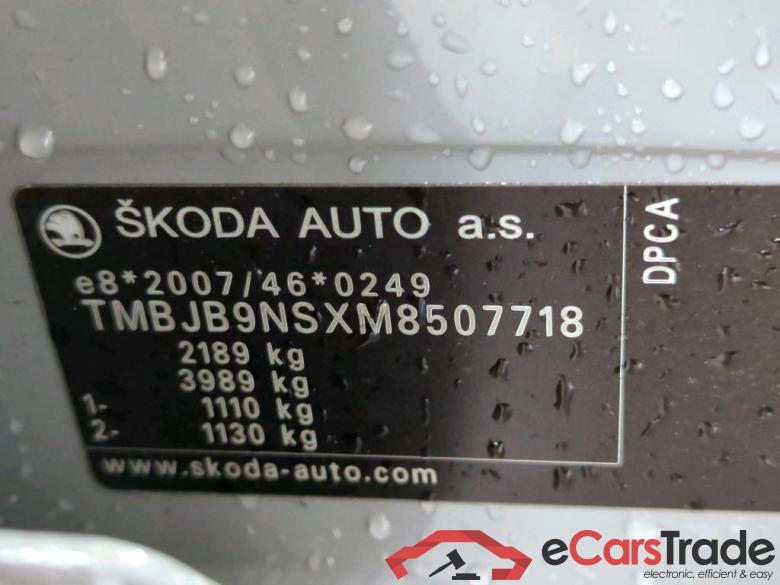 ŠKODA AUTO a.s.
e8*2007/46*0249
TMBJB9NSXM8507718
2189 kg
3989 kg
1- 1110 kg
2- 1130 kg
www.skoda-auto.com
DPCA
eCarsTrade
electronic, efficient & easy